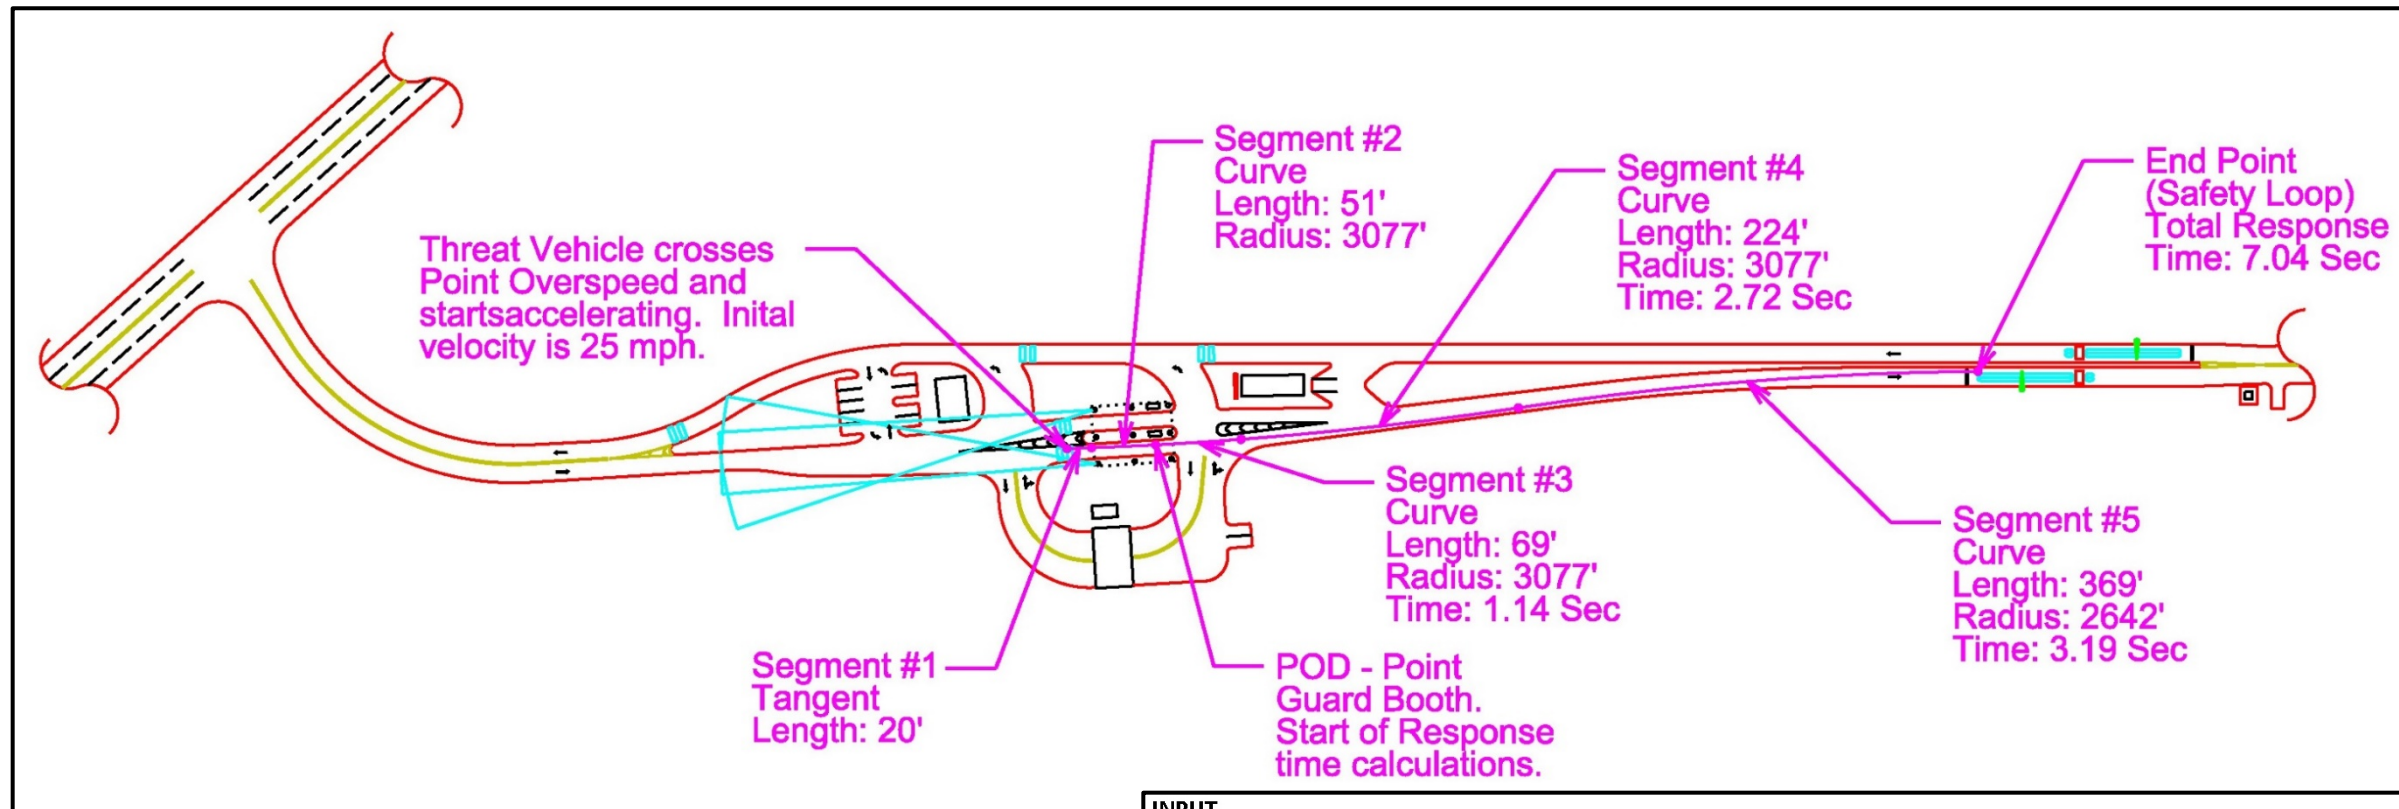 Segment #2
Curve
Length: 51'
Radius: 3077'
Segment #4
Curve
Length: 224'
Radius: 3077'
Time: 2.72 Sec
End Point
(Safety Loop)
Total Response
Time: 7.04 Sec
Threat Vehicle crosses
Point Overspeed and
startsaccelerating. Inital
velocity is 25 mph.
Segment #3
Curve
Length: 69'
Radius: 3077'
Time: 1.14 Sec
Segment #5
Curve
Length: 369'
Radius: 2642'
Time: 3.19 Sec
Segment #1
Tangent
Length: 20'
POD - Point
Guard Booth.
Start of Response
time calculations.
INPUT